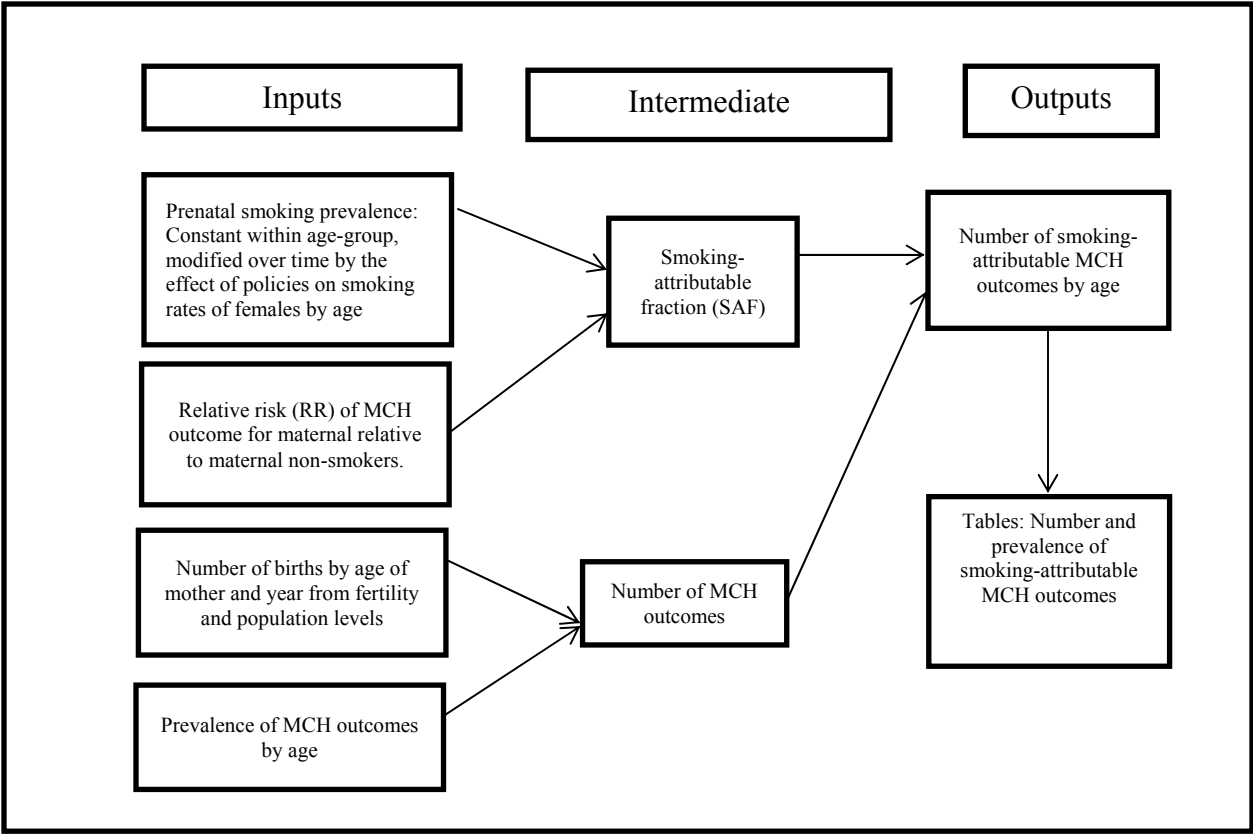 Inputs
Intermediate
Outputs
Prenatal smoking prevalence:
Constant within age-group,
modified over time by the
effect of policies on smoking
rates of females by age
Relative risk (RR) of MCH
outcome for maternal relative
to maternal non-smokers.
Number of births by age of
mother and year from fertility
and population levels
Prevalence of MCH outcomes
by age
Smoking-
attributable
fraction (SAF)
Number of MCH
outcomes
Number of smoking-
attributable MCH
outcomes by age
Tables: Number and
prevalence of
smoking-attributable
MCH outcomes